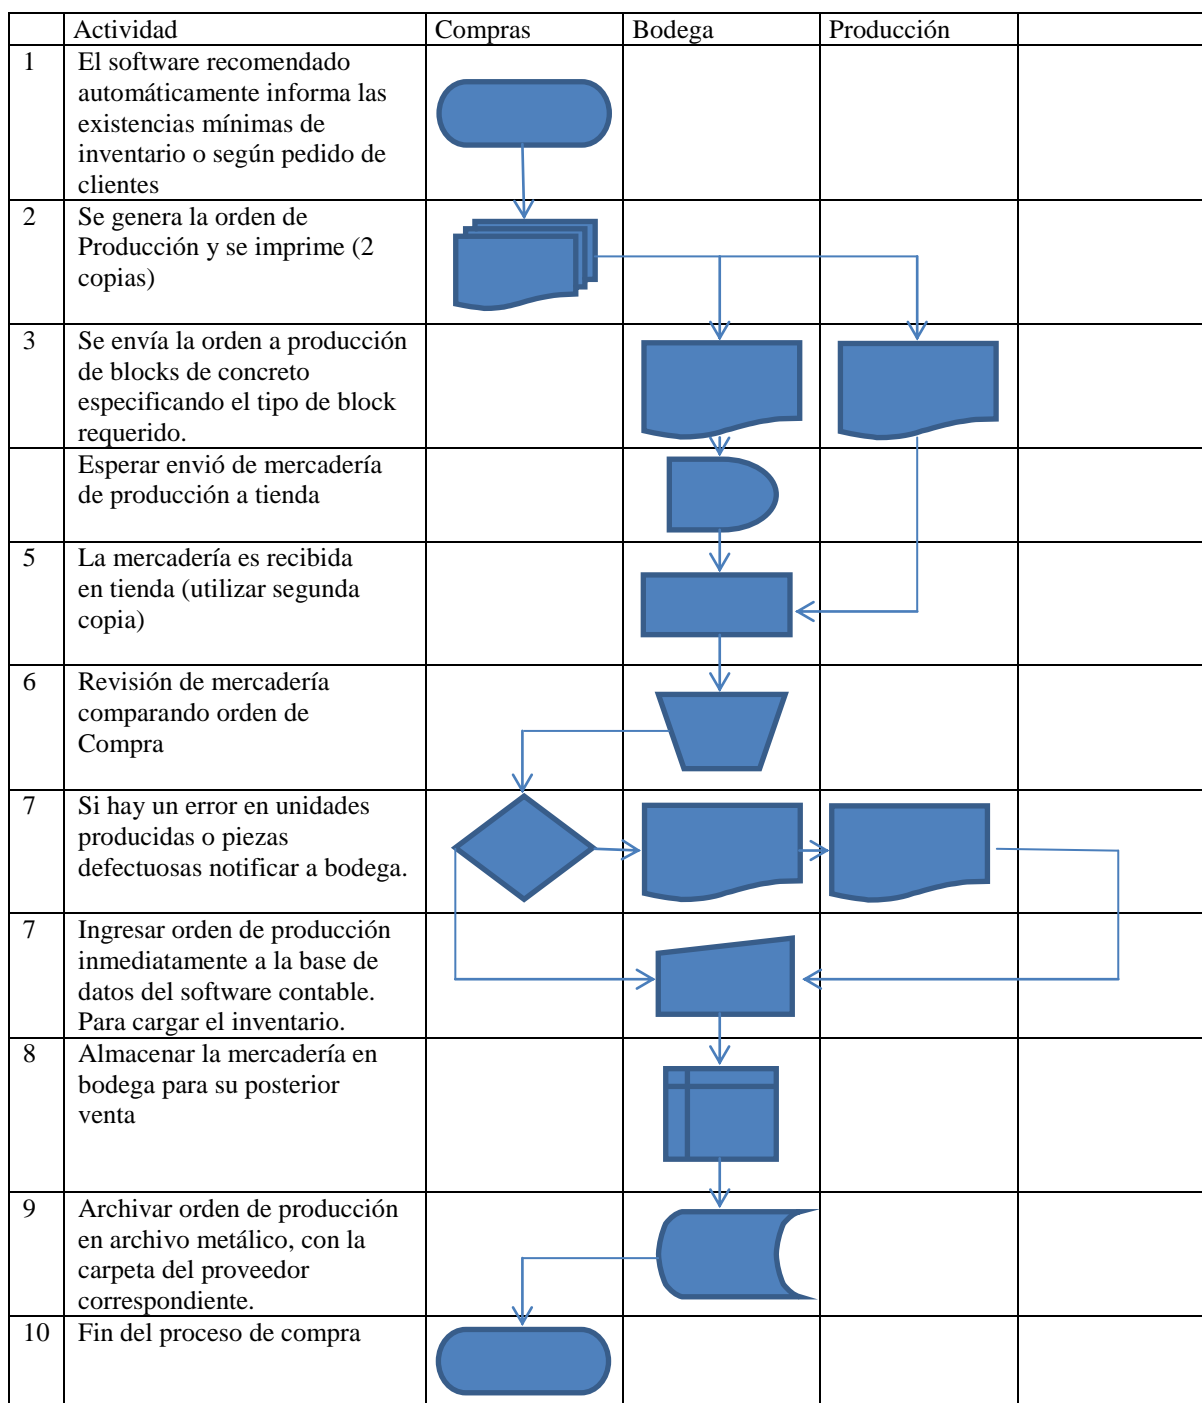 Actividad Compras Bodega Producción
1 El software recomendado
automáticamente informa las
existencias mínimas de
inventario o según pedido de
clientes
2 Se genera la orden de
Producción y se imprime (2
copias)
3 Se envía la orden a producción
de blocks de concreto
especificando el tipo de block
requerido.
Esperar envió de mercadería
de producción a tienda
5 La mercadería es recibida
en tienda (utilizar segunda
copia)
6 Revisión de mercadería
comparando orden de
Compra
7 Si hay un error en unidades
producidas o piezas
defectuosas notificar a bodega.
7 Ingresar orden de producción
inmediatamente a la base de
datos del software contable.
Para cargar el inventario.
8 Almacenar la mercadería en
bodega para su posterior
venta
9 Archivar orden de producción
en archivo metálico, con la
carpeta del proveedor
correspondiente.
10 Fin del proceso de compra